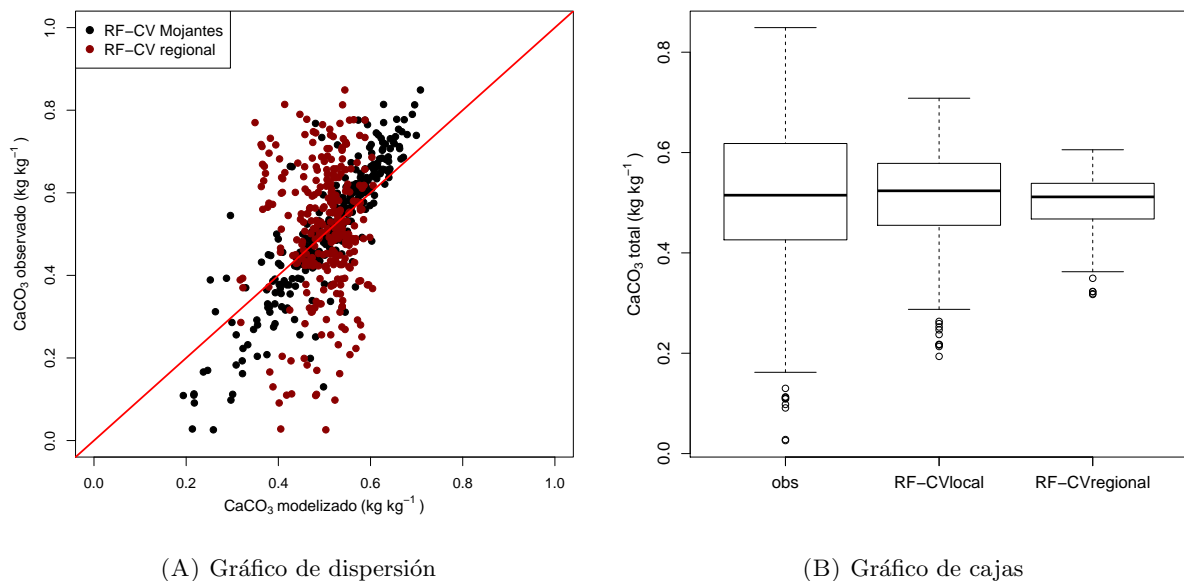 RF−CV Mojantes
RF−CV regional
1.0
0.8
0.6
0.4
0.2
0.0
CaCO₃ observado (kg kg⁻¹)
0.0 0.2 0.4 0.6 0.8 1.0
CaCO₃ modelizado (kg kg⁻¹)
(A) Gráfico de dispersión
0.8
0.6
0.4
0.2
0.0
CaCO₃ total (kg kg⁻¹)
obs RF−CVlocal RF−CVregional
(B) Gráfico de cajas